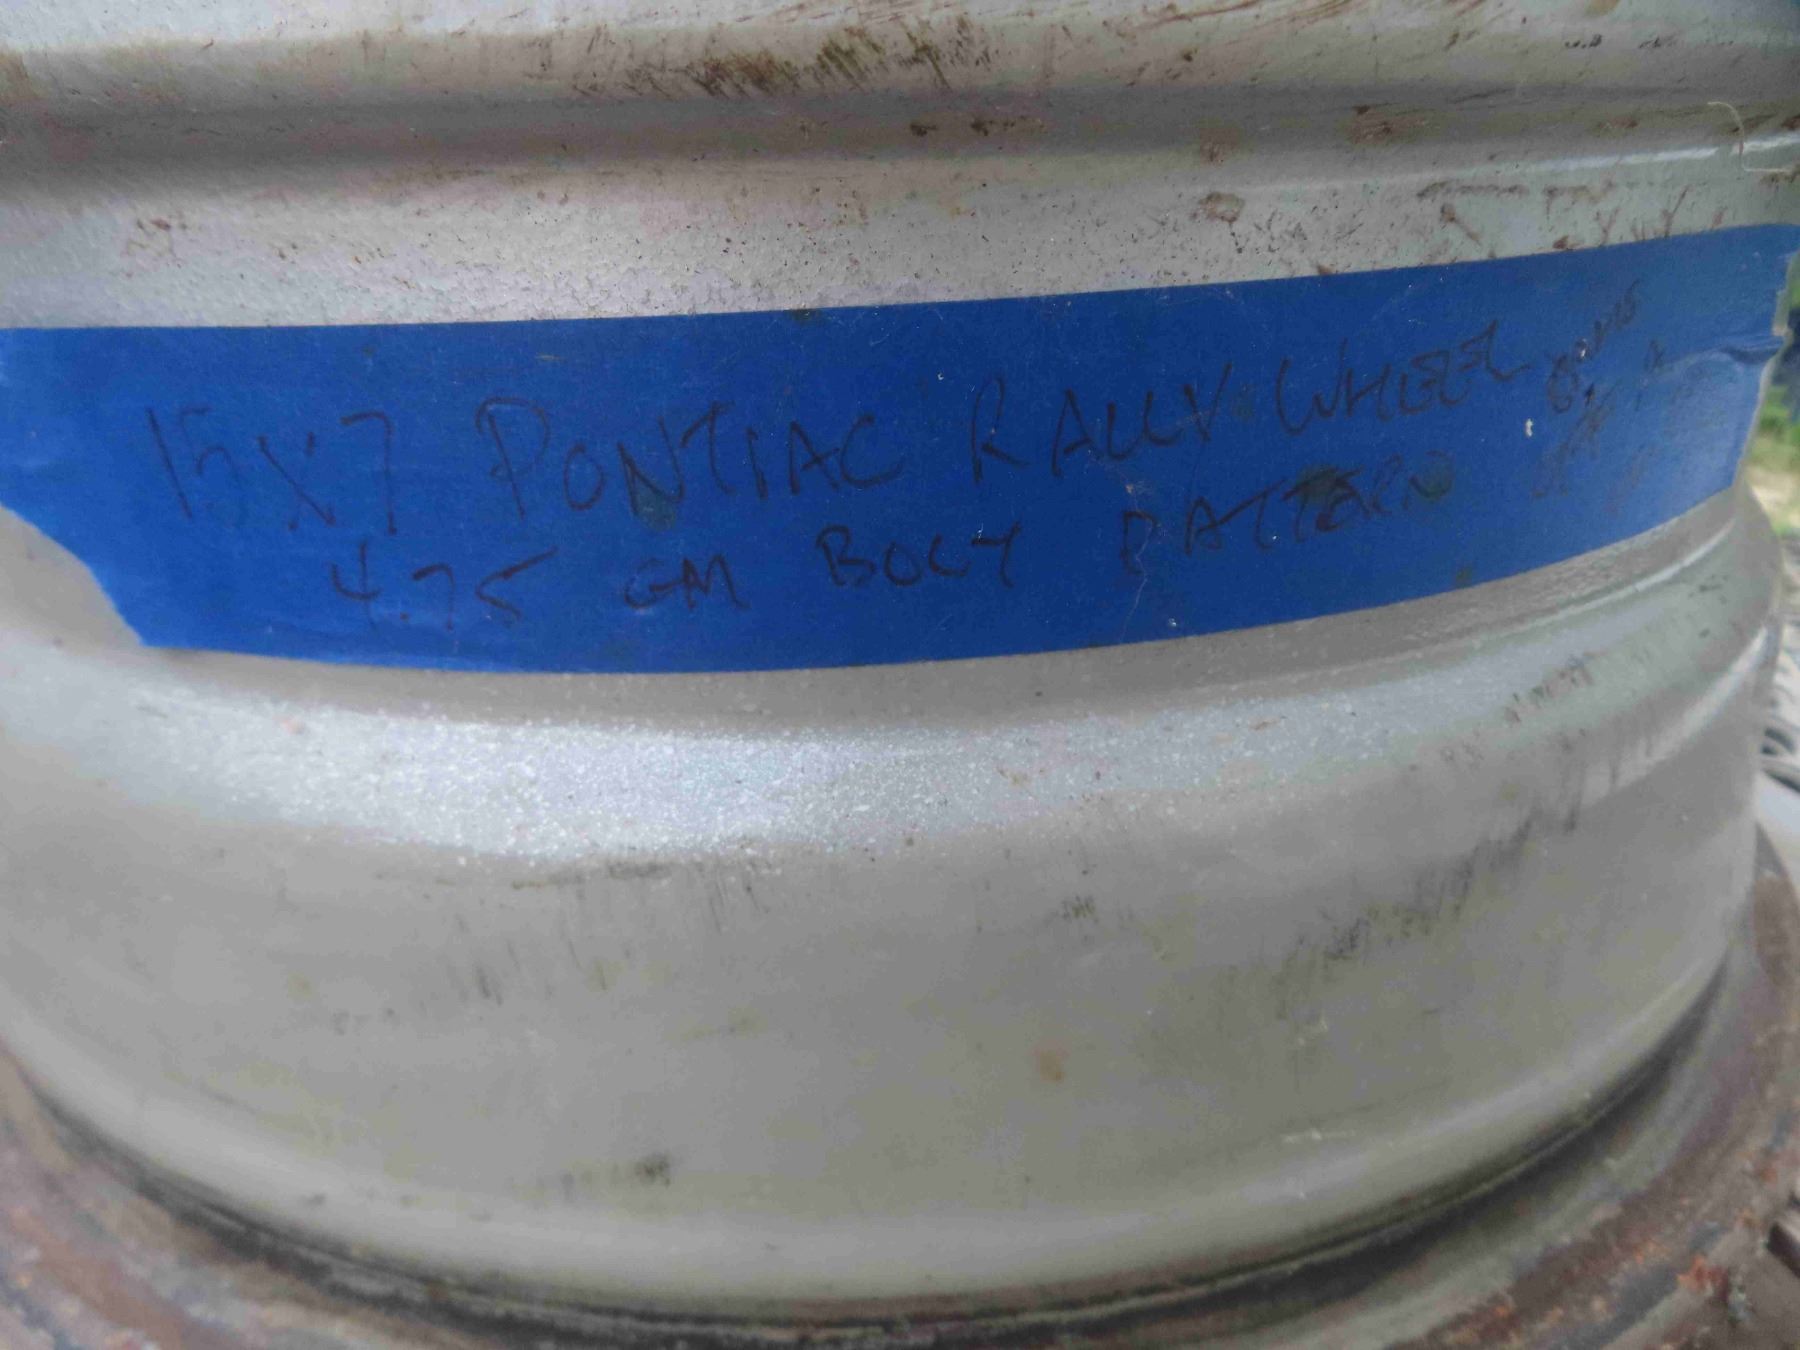 15X7 PONTIAC RALLY WHEEL
4.75 GM BOLT PATTERN